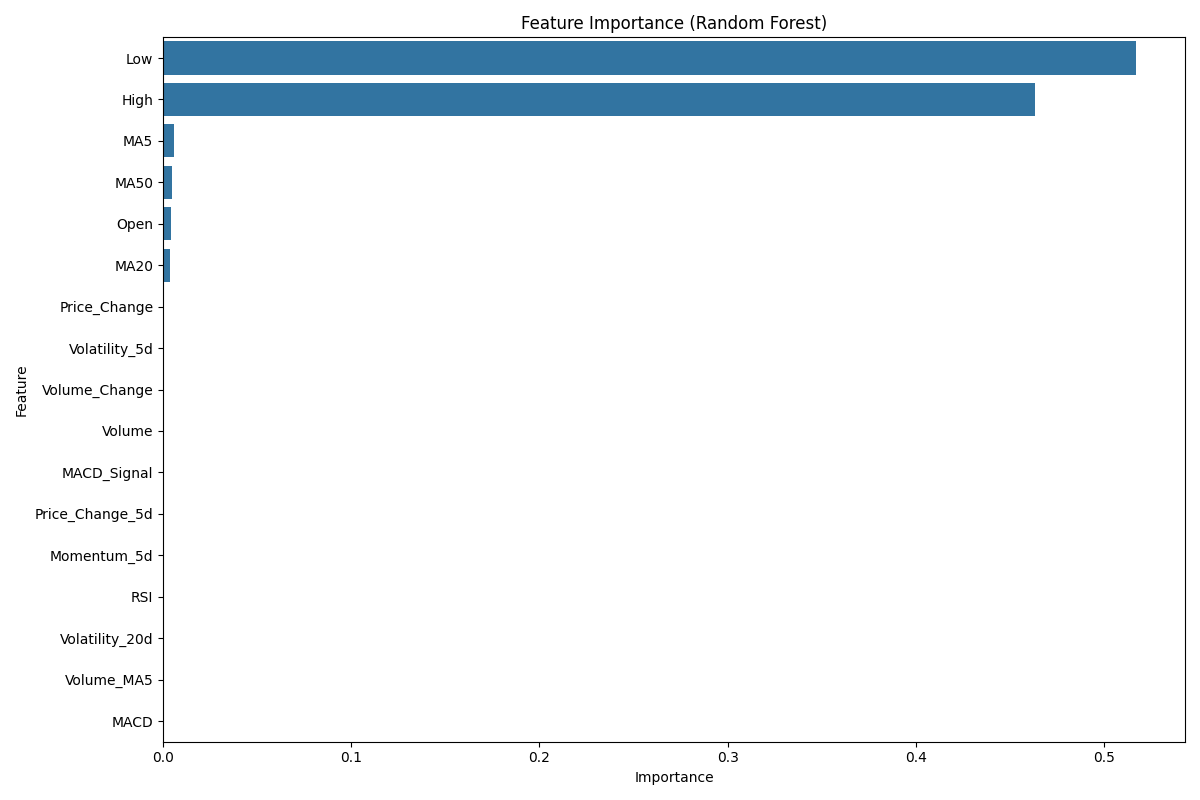 Feature Importance (Random Forest)
Low
High
MA5
MA50
Open
MA20
Price_Change
Volatility_5d
Volume_Change
Volume
MACD_Signal
Price_Change_5d
Momentum_5d
RSI
Volatility_20d
Volume_MA5
MACD
Feature
0.0 0.1 0.2 0.3 0.4 0.5
Importance